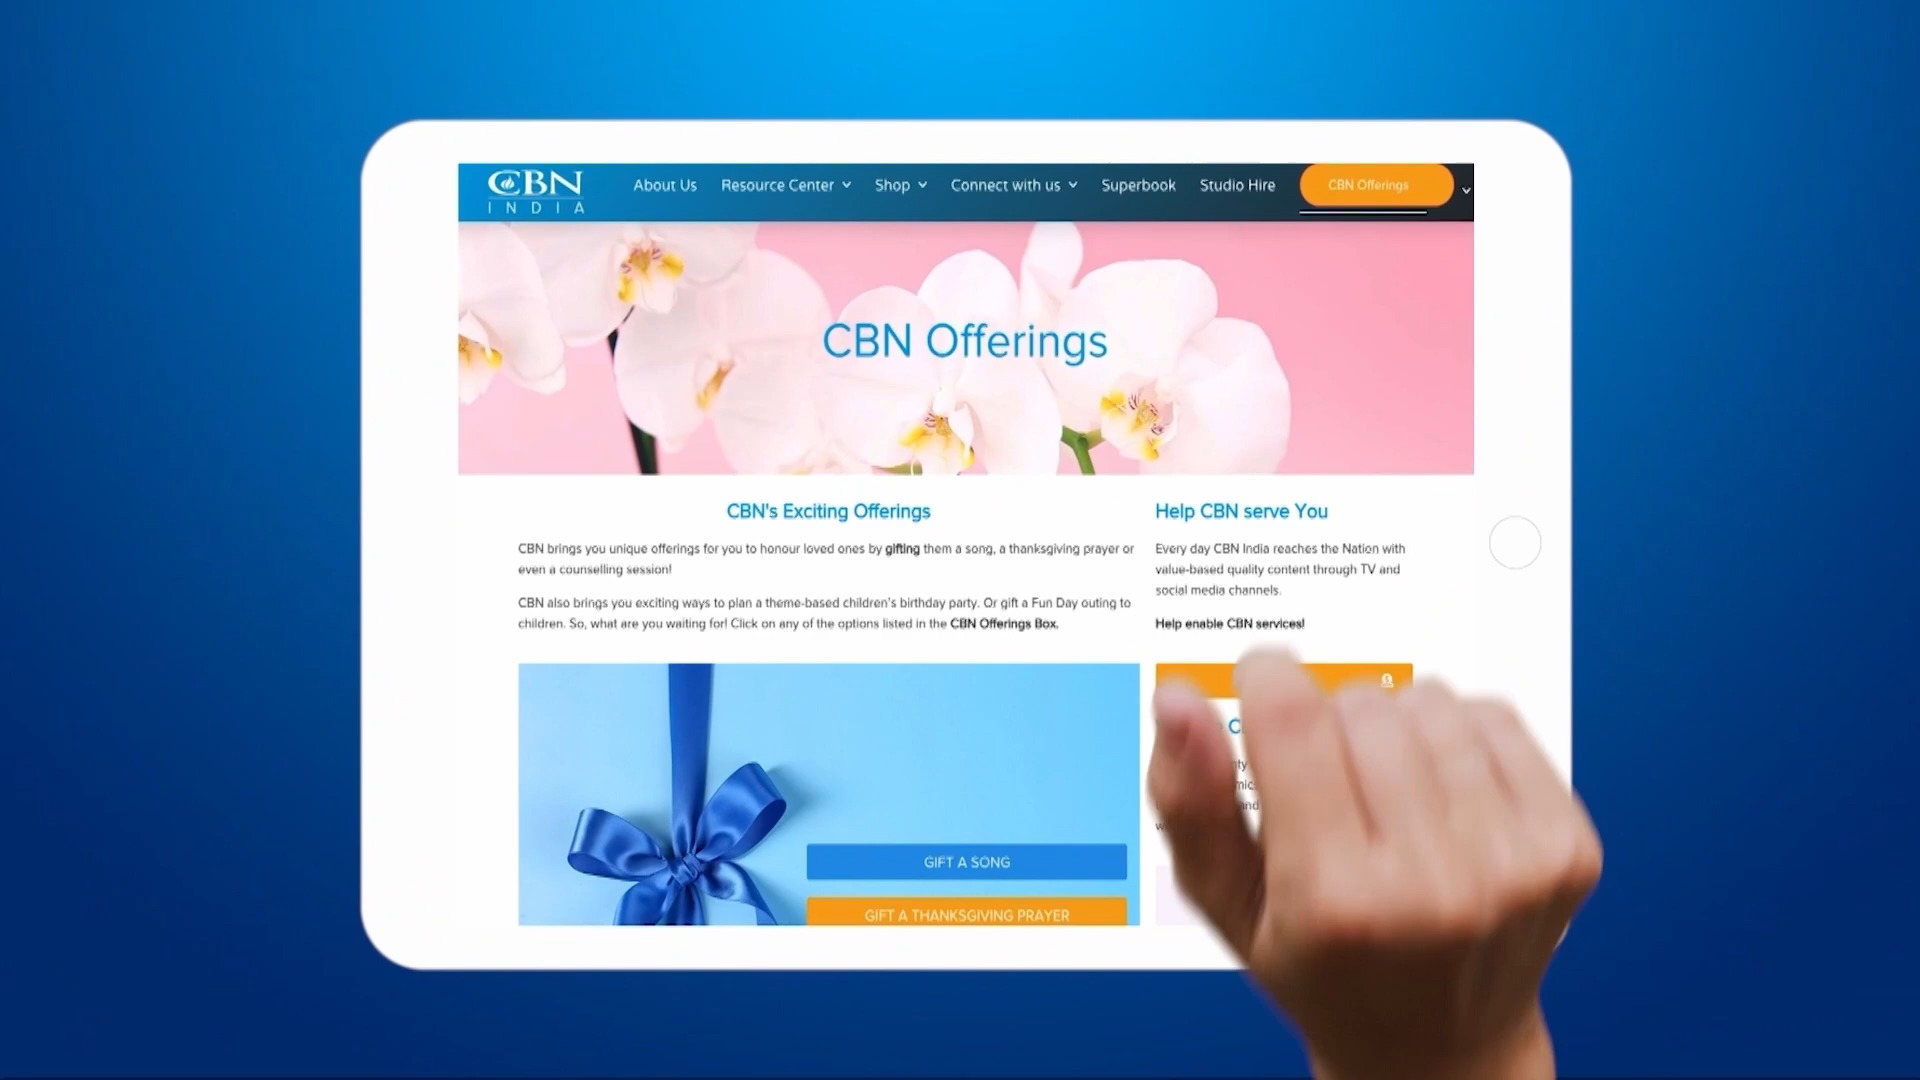 CBN
INDIA
About Us Resource Center Shop Connect with us Superbook Studio Hire CBN Offerings
CBN Offerings
CBN's Exciting Offerings
CBN brings you unique offerings for you to honour loved ones by gifting them a song, a thanksgiving prayer or
even a counselling session!
CBN also brings you exciting ways to plan a theme-based children's birthday party. Or gift a Fun Day outing to
children. So, what are you waiting for! Click on any of the options listed in the CBN Offerings Box.
GIFT A SONG
GIFT A THANKSGIVING PRAYER
Help CBN serve You
Every day CBN India reaches the Nation with
value-based quality content through TV and
social media channels.
Help enable CBN services!